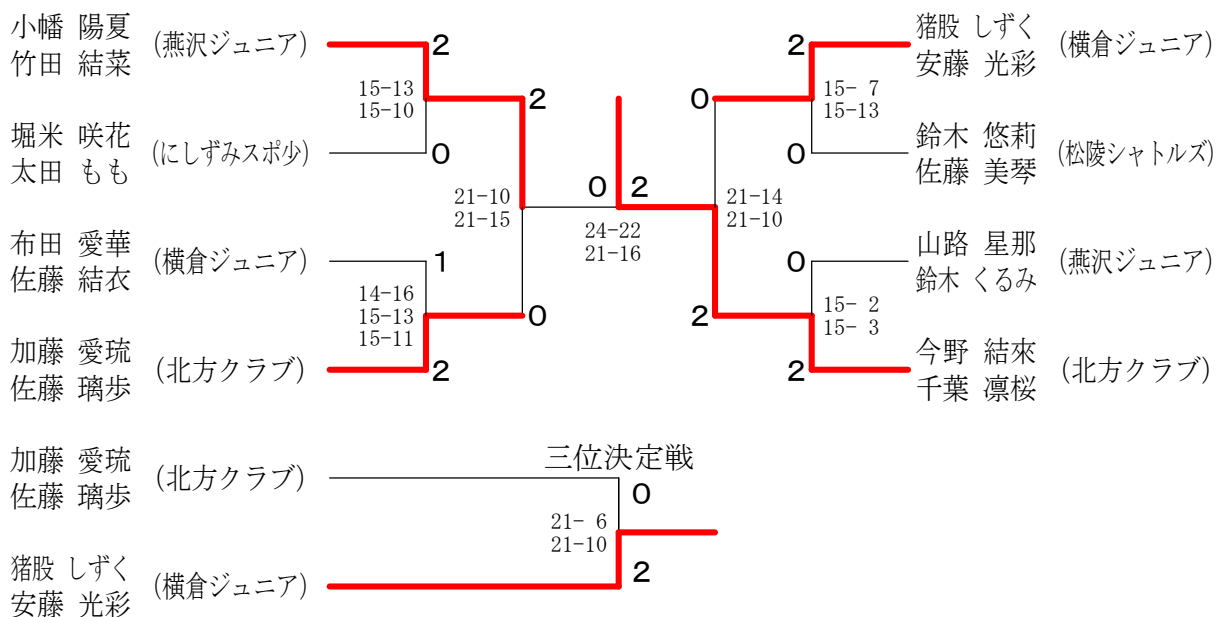 小幡 陽夏
竹田 結菜
(燕沢ジュニア)
2
15-13
15-10
2
堀米 咲花
太田 もも
(にしずみスポ少)
0
21-10
21-15
布田 愛華
佐藤 結衣
(横倉ジュニア)
1
14-16
15-13
15-11
0
加藤 愛琉
佐藤 璃歩
(北方クラブ)
2
0 2
24-22
21-16
2
猪股 しずく
安藤 光彩
(横倉ジュニア)
0
15- 7
15-13
0
鈴木 悠莉
佐藤 美琴
(松陵シャトルズ)
21-14
21-10
0
山路 星那
鈴木 くるみ
(燕沢ジュニア)
2
15- 2
15- 3
2
今野 結來
千葉 凛桜
(北方クラブ)
三位決定戦
加藤 愛琉
佐藤 璃歩
(北方クラブ)
0
21- 6
21-10
猪股 しずく
安藤 光彩
(横倉ジュニア)
2